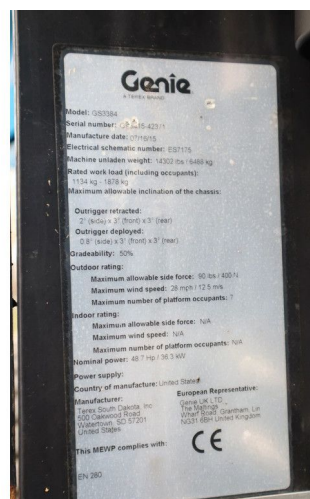 Genie
A TEREX BRAND
Model: GS3384
Serial number:
Manufacture date: 07/10/15
Electrical schematic number: ES7175
Machine unladen weight: 14302 lbs / 6488 kg
Rated work load (including occupants):
1134 kg - 1878 kg
Maximum allowable inclination of the chassis:
Outrigger retracted:
2° (side) x 3° (front) x 3° (rear)
Outrigger deployed:
0.8° (side) x 3° (front) x 3° (rear)
Gradeability: 50%
Outdoor rating:
Maximum allowable side force: 90 lbs / 400 N
Maximum wind speed: 28 mph / 12.5 m/s
Maximum number of platform occupants: 7
Indoor rating:
Maximum allowable side force: N/A
Maximum wind speed: N/A
Maximum number of platform occupants: N/A
Nominal power: 48.7 Hp / 36.3 kW
Power supply:
Country of manufacture: United States
Manufacturer:
Terex South Dakota, Inc
500 Oakwood Road
Watertown, SD 57201
United States
European Representative:
Genie UK LTD
The Maltings
Wharf Road, Grantham, Lin
NG31 6BH United Kingdom
This MEWP complies with:
CE
EN 280